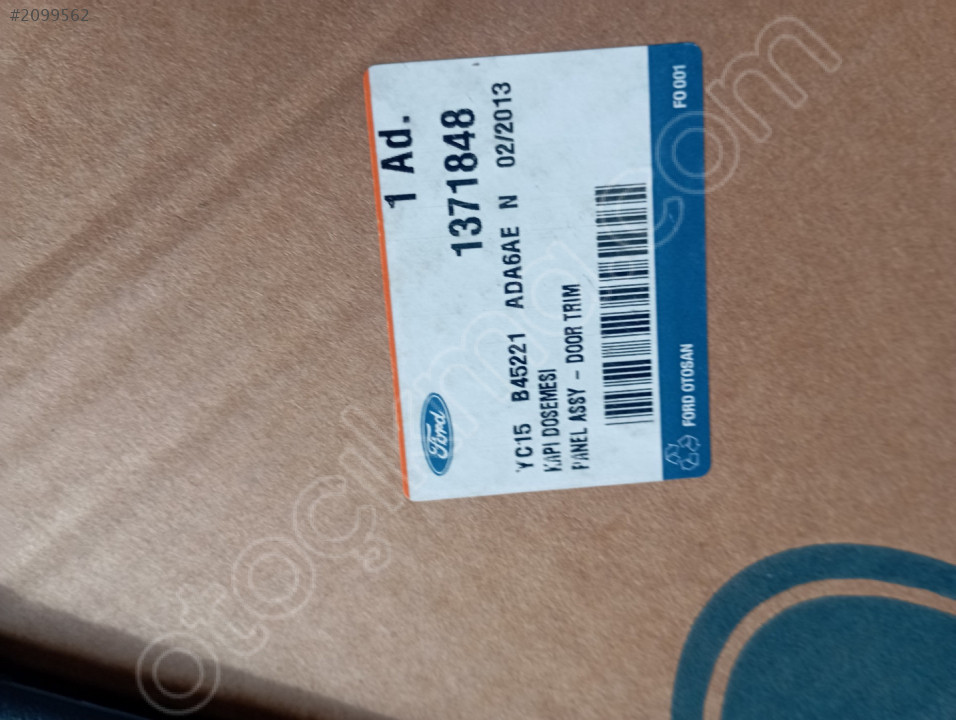 #2099562
1 Ad.
1371848
Ford
YC15 B45221 ADA6AE N 02/2013
KAPI DOSEMESI
PANEL ASSY - DOOR TRIM
FORD OTOSAN FO 001
otocikma.com